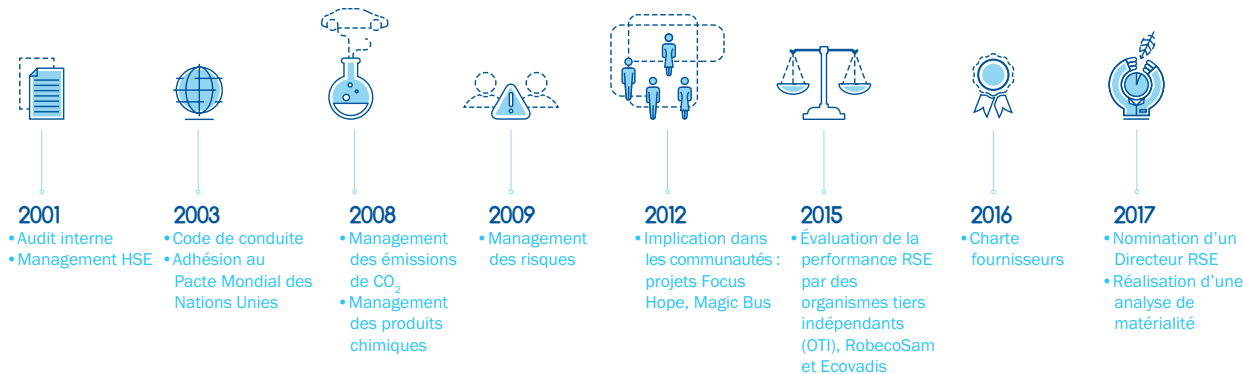 2001
• Audit interne
• Management HSE
2003
• Code de conduite
• Adhésion au
Pacte Mondial des
Nations Unies
2008
• Management
des émissions
de CO₂
• Management
des produits
chimiques
2009
• Management
des risques
2012
• Implication dans
les communautés :
projets Focus
Hope, Magic Bus
2015
• Évaluation de la
performance RSE
par des
organismes tiers
indépendants
(OTI), RobecoSam
et Ecovadis
2016
• Charte
fournisseurs
2017
• Nomination d’un
Directeur RSE
• Réalisation d’une
analyse de
matérialité